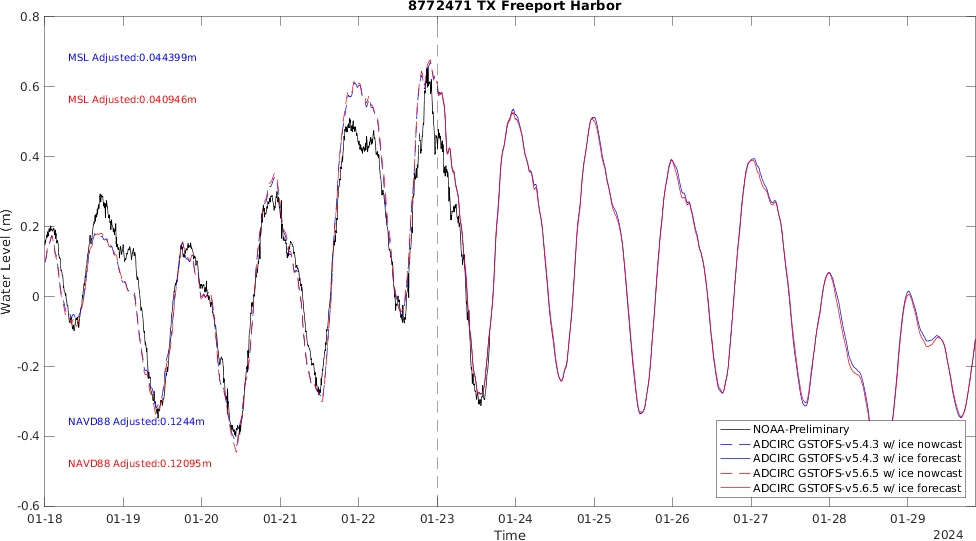 8772471 TX Freeport Harbor
0.8
0.6
0.4
0.2
0
-0.2
-0.4
-0.6
Water Level (m)
MSL Adjusted:0.044399m
MSL Adjusted:0.040946m
NAVD88 Adjusted:0.1244m
NAVD88 Adjusted:0.12095m
NOAA-Preliminary
ADCIRC GSTOFS-v5.4.3 w/ ice nowcast
ADCIRC GSTOFS-v5.4.3 w/ ice forecast
ADCIRC GSTOFS-v5.6.5 w/ ice nowcast
ADCIRC GSTOFS-v5.6.5 w/ ice forecast
01-18 01-19 01-20 01-21 01-22 01-23 01-24 01-25 01-26 01-27 01-28 01-29
Time
2024